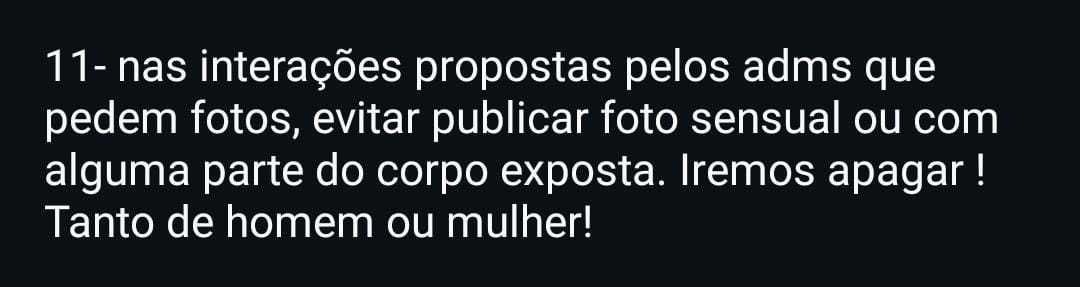 11- nas interações propostas pelos adms que
pedem fotos, evitar publicar foto sensual ou com
alguma parte do corpo exposta. Iremos apagar !
Tanto de homem ou mulher!